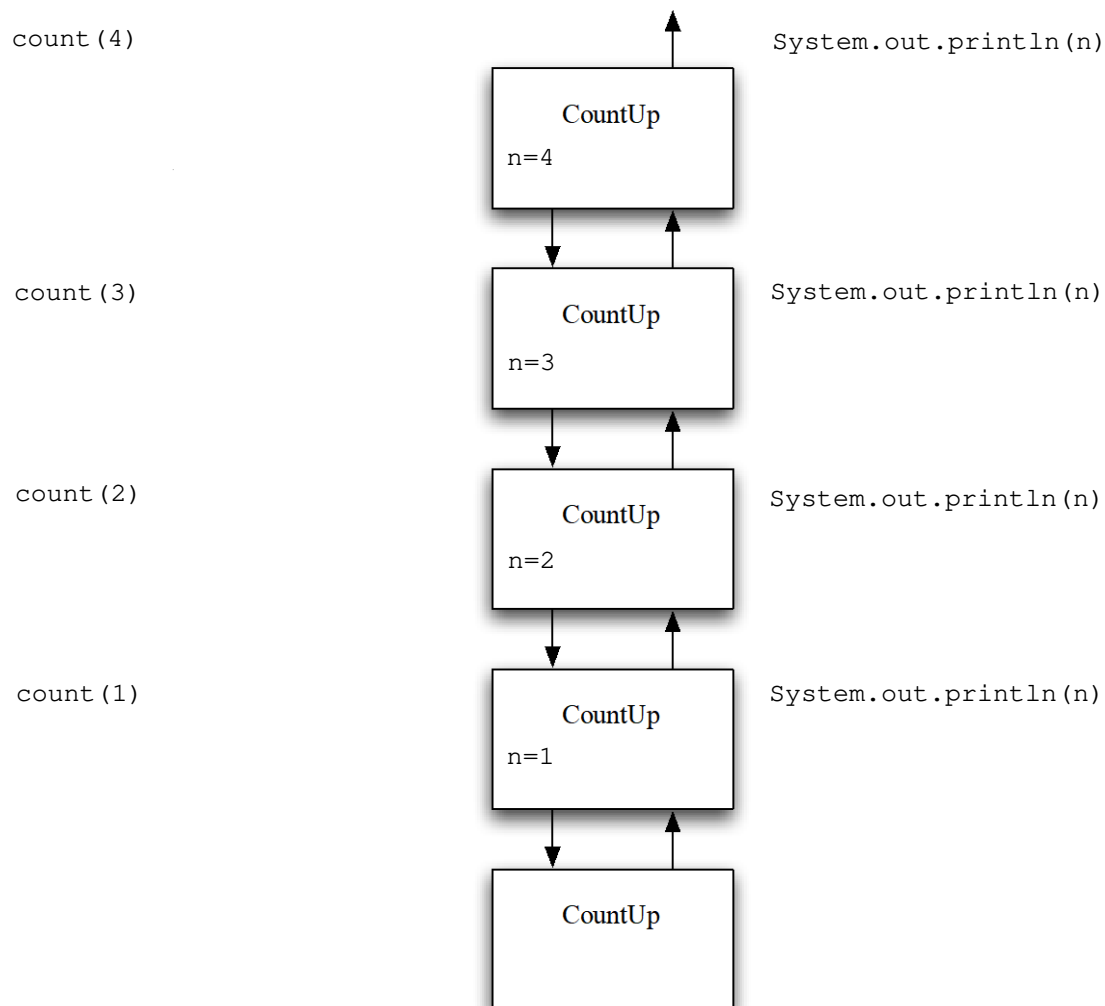 count(4)
System.out.println(n)
CountUp
n=4
count(3)
System.out.println(n)
CountUp
n=3
count(2)
System.out.println(n)
CountUp
n=2
count(1)
System.out.println(n)
CountUp
n=1
CountUp